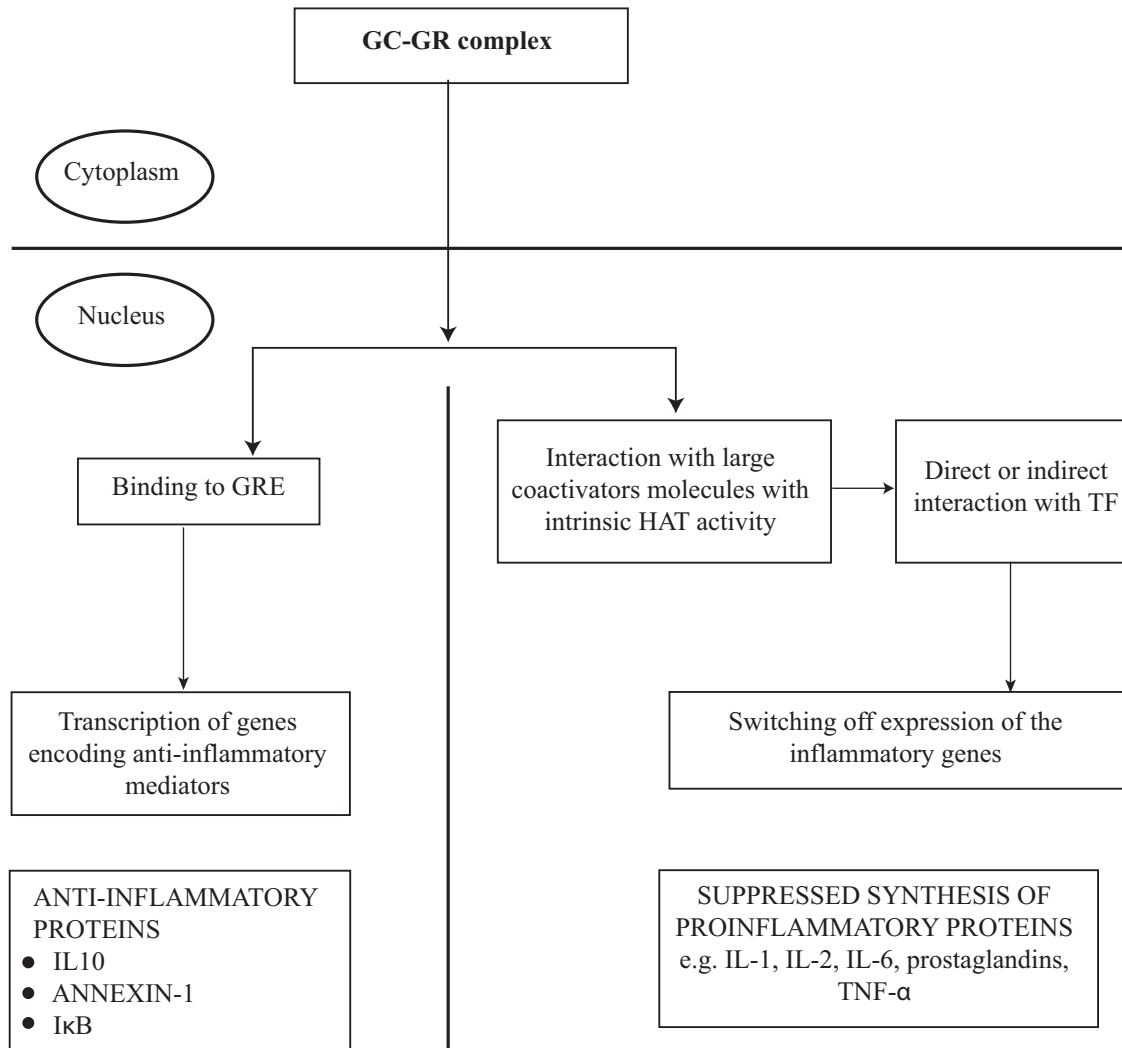 GC-GR complex
Cytoplasm
Nucleus
Binding to GRE
Interaction with large
coactivators molecules with
intrinsic HAT activity
Direct or indirect
interaction with TF
Transcription of genes
encoding anti-inflammatory
mediators
Switching off expression of the
inflammatory genes
ANTI-INFLAMMATORY
PROTEINS
● IL10
● ANNEXIN-1
● IκB
SUPPRESSED SYNTHESIS OF
PROINFLAMMATORY PROTEINS
e.g. IL-1, IL-2, IL-6, prostaglandins,
TNF-α